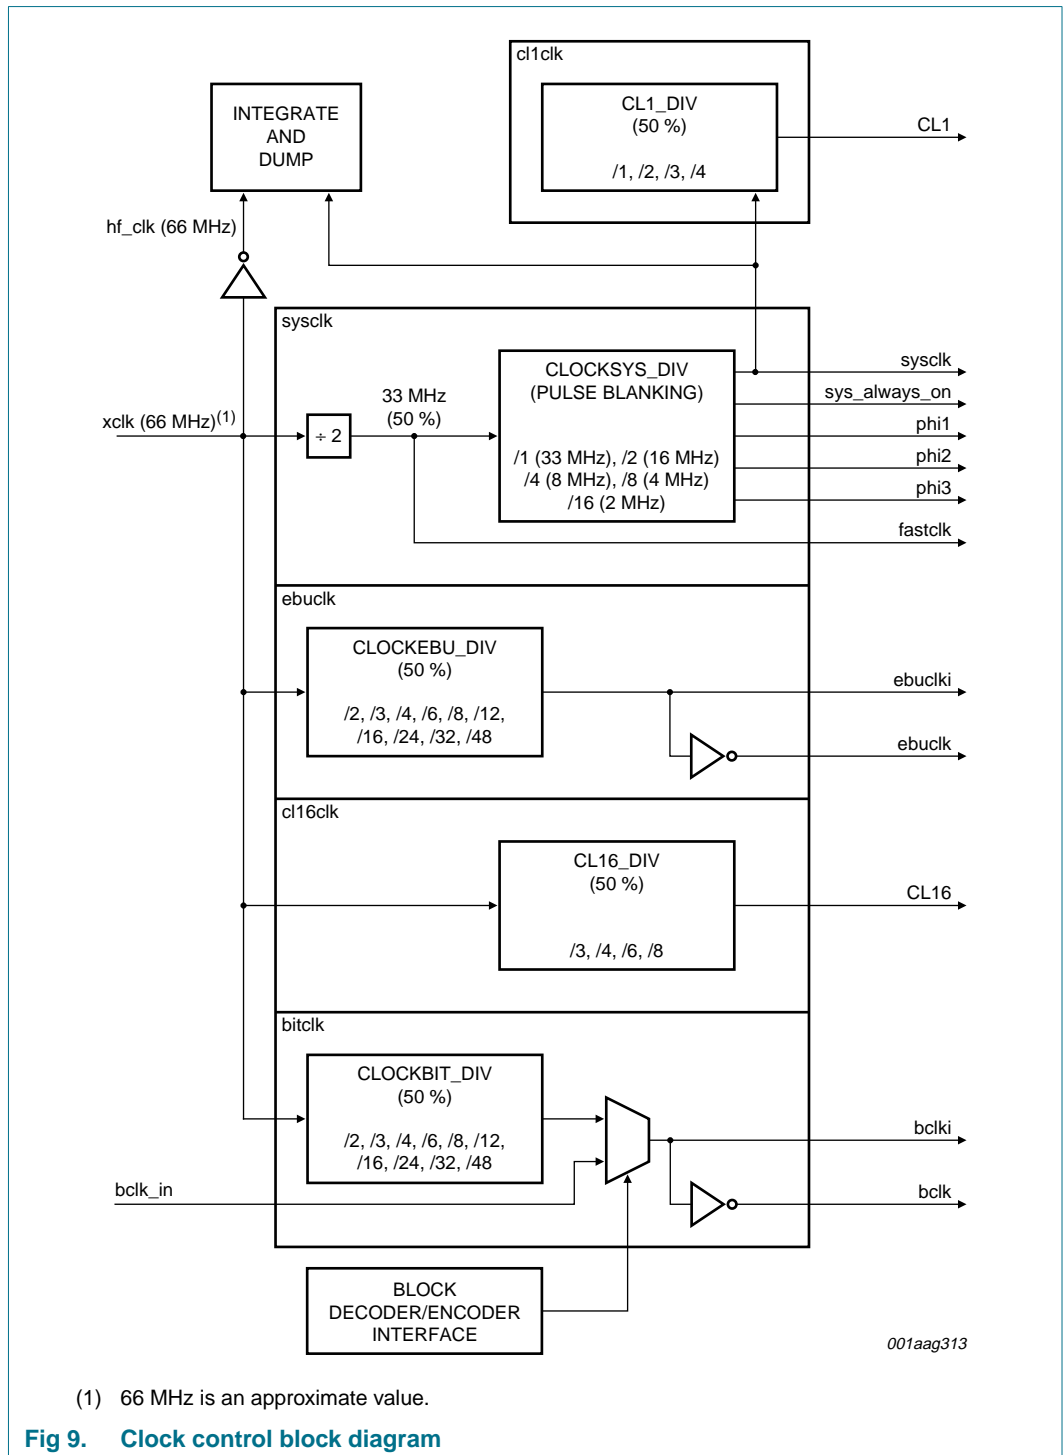 cl1clk
INTEGRATE
AND
DUMP
CL1_DIV
(50 %)
/1, /2, /3, /4
CL1
hf_clk (66 MHz)
sysclk
xclk (66 MHz)(1)
÷ 2
33 MHz
(50 %)
CLOCKSYS_DIV
(PULSE BLANKING)
/1 (33 MHz), /2 (16 MHz)
/4 (8 MHz), /8 (4 MHz)
/16 (2 MHz)
sysclk
sys_always_on
phi1
phi2
phi3
fastclk
ebuclk
CLOCKEBU_DIV
(50 %)
/2, /3, /4, /6, /8, /12,
/16, /24, /32, /48
ebuclki
ebuclk
cl16clk
CL16_DIV
(50 %)
/3, /4, /6, /8
CL16
bitclk
CLOCKBIT_DIV
(50 %)
/2, /3, /4, /6, /8, /12,
/16, /24, /32, /48
bclk_in
bclki
bclk
BLOCK
DECODER/ENCODER
INTERFACE
001aag313
(1) 66 MHz is an approximate value.
Fig 9. Clock control block diagram